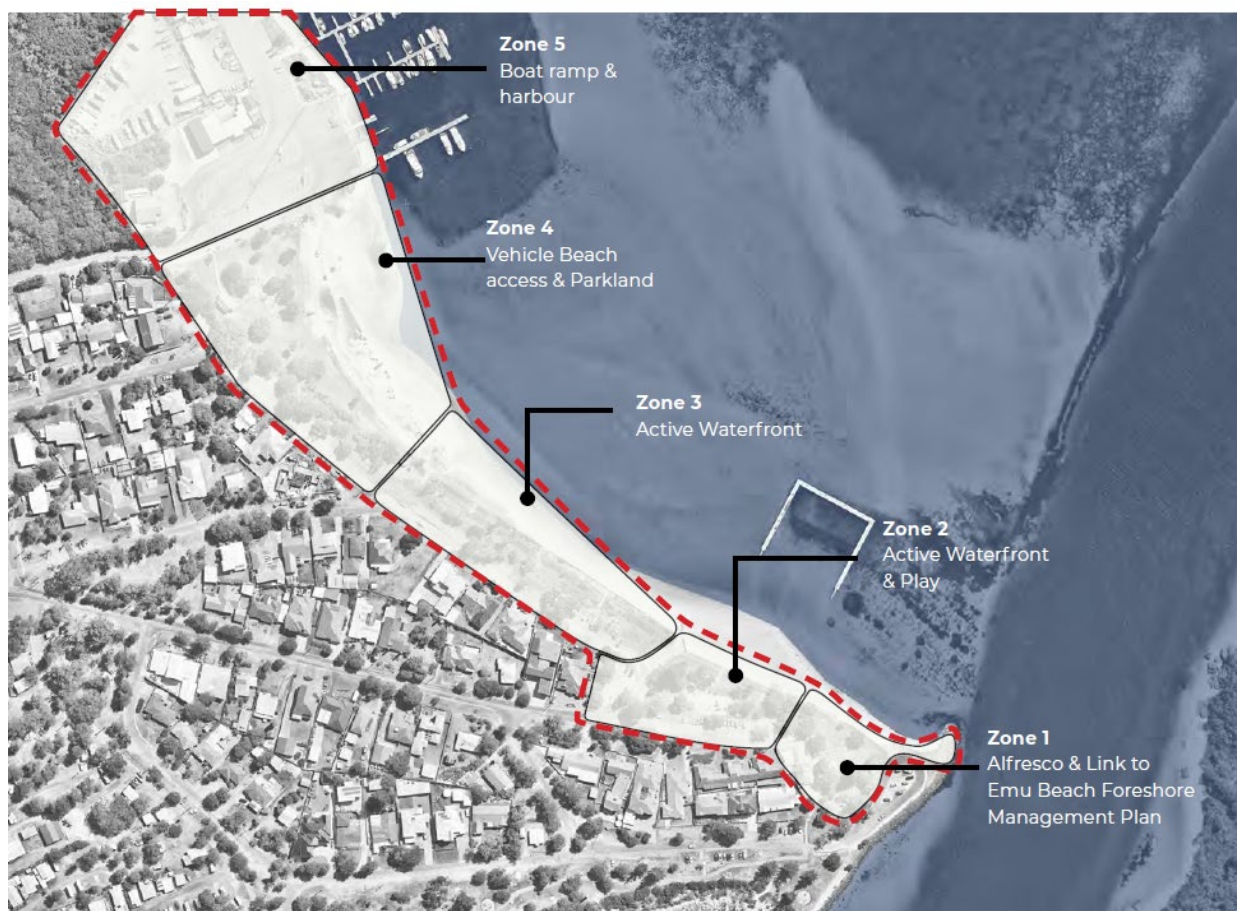 Zone 5
Boat ramp &
harbour
Zone 4
Vehicle Beach
access & Parkland
Zone 3
Active Waterfront
Zone 2
Active Waterfront
& Play
Zone 1
Alfresco & Link to
Emu Beach Foreshore
Management Plan